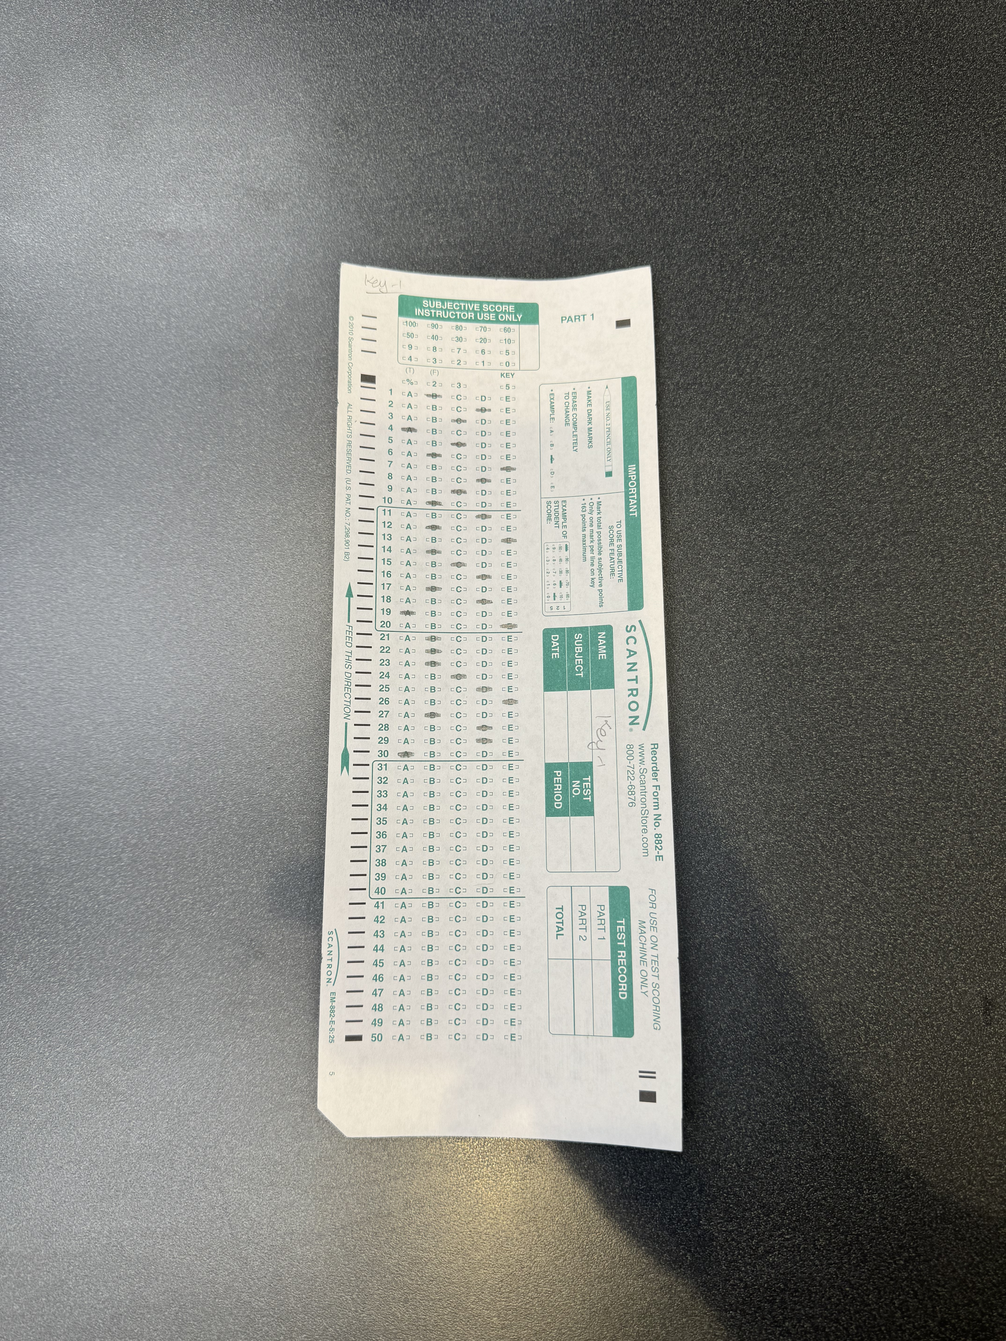 Key-1
SUBJECTIVE SCORE
INSTRUCTOR USE ONLY
100 90 80 70 60
50 40 30 20 10
9 8 7 6 5
4 3 2 1 0
(T) (F) KEY
% 2 3 5
1 A B C D E
2 A B C D E
3 A B C D E
4 A B C D E
5 A B C D E
6 A B C D E
7 A B C D E
8 A B C D E
9 A B C D E
10 A B C D E
11 A B C D E
12 A B C D E
13 A B C D E
14 A B C D E
15 A B C D E
16 A B C D E
17 A B C D E
18 A B C D E
19 A B C D E
20 A B C D E
21 A B C D E
22 A B C D E
23 A B C D E
24 A B C D E
25 A B C D E
26 A B C D E
27 A B C D E
28 A B C D E
29 A B C D E
30 A B C D E
31 A B C D E
32 A B C D E
33 A B C D E
34 A B C D E
35 A B C D E
36 A B C D E
37 A B C D E
38 A B C D E
39 A B C D E
40 A B C D E
41 A B C D E
42 A B C D E
43 A B C D E
44 A B C D E
45 A B C D E
46 A B C D E
47 A B C D E
48 A B C D E
49 A B C D E
50 A B C D E
PART 1
IMPORTANT
USE NO. 2 PENCIL ONLY
• MAKE DARK MARKS
• ERASE COMPLETELY
TO CHANGE
• EXAMPLE: A B D E
TO USE SUBJECTIVE
SCORE FEATURE:
• Mark total possible subjective points
• Only one mark per line on key
• 163 points maximum
EXAMPLE OF
STUDENT
SCORE:
SCANTRON®
NAME Key-1
SUBJECT
TEST
NO.
DATE
PERIOD
Reorder Form No. 882-E
www.ScantronStore.com
800-722-6876
FOR USE ON TEST SCORING
MACHINE ONLY
TEST RECORD
PART 1
PART 2
TOTAL
© 2010 Scantron Corporation ALL RIGHTS RESERVED. (U.S. PAT. NO. 7,298,901 B2)
FEED THIS DIRECTION
SCANTRON. EM-882-E-5:25
5